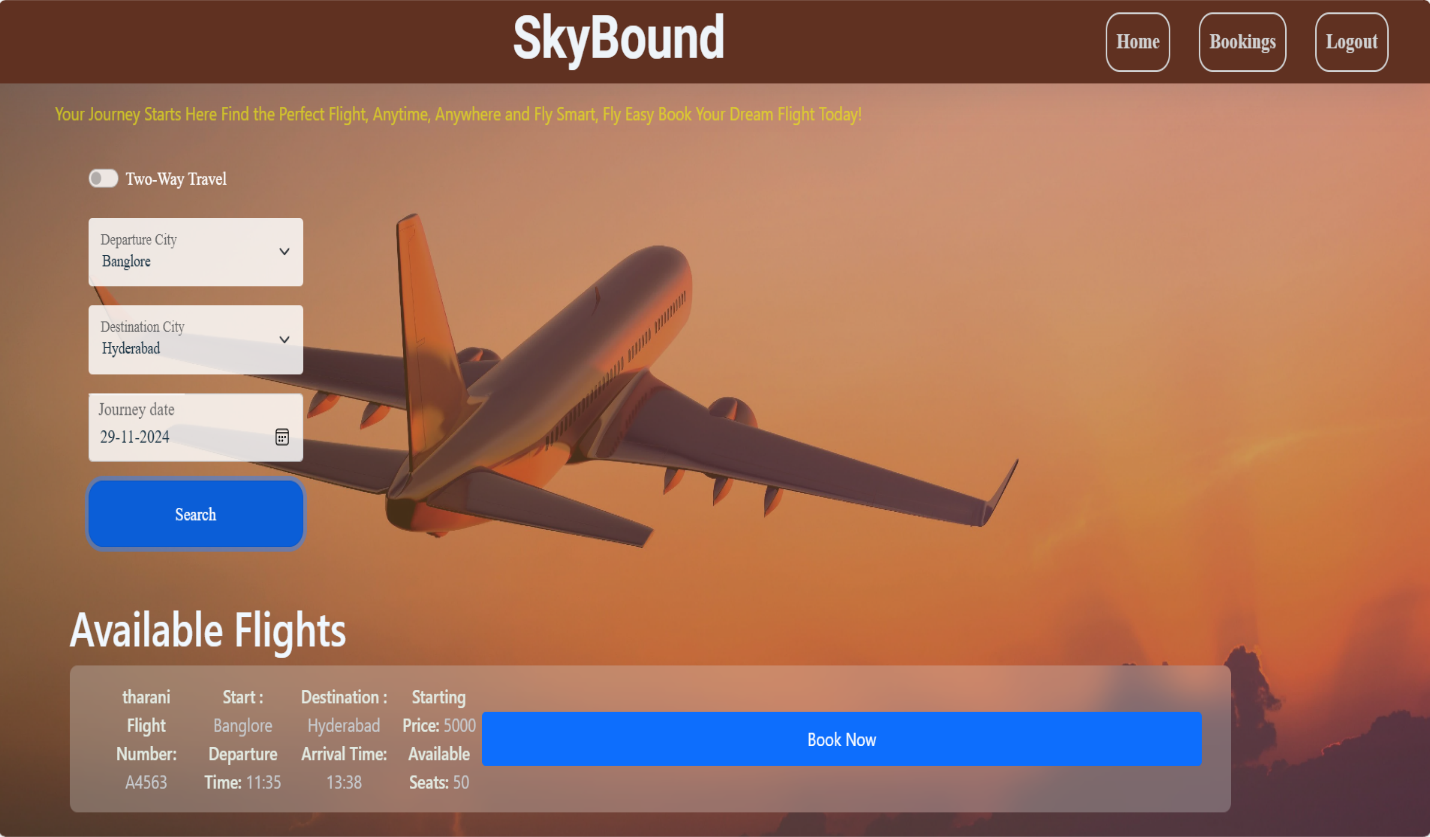 SkyBound
Home Bookings Logout
Your Journey Starts Here Find the Perfect Flight, Anytime, Anywhere and Fly Smart, Fly Easy Book Your Dream Flight Today!
Two-Way Travel
Departure City
Banglore
Destination City
Hyderabad
Journey date
29-11-2024
Search
Available Flights
tharani Start : Destination : Starting
Flight Banglore Hyderabad Price: 5000
Number: Departure Arrival Time: Available
A4563 Time: 11:35 13:38 Seats: 50
Book Now